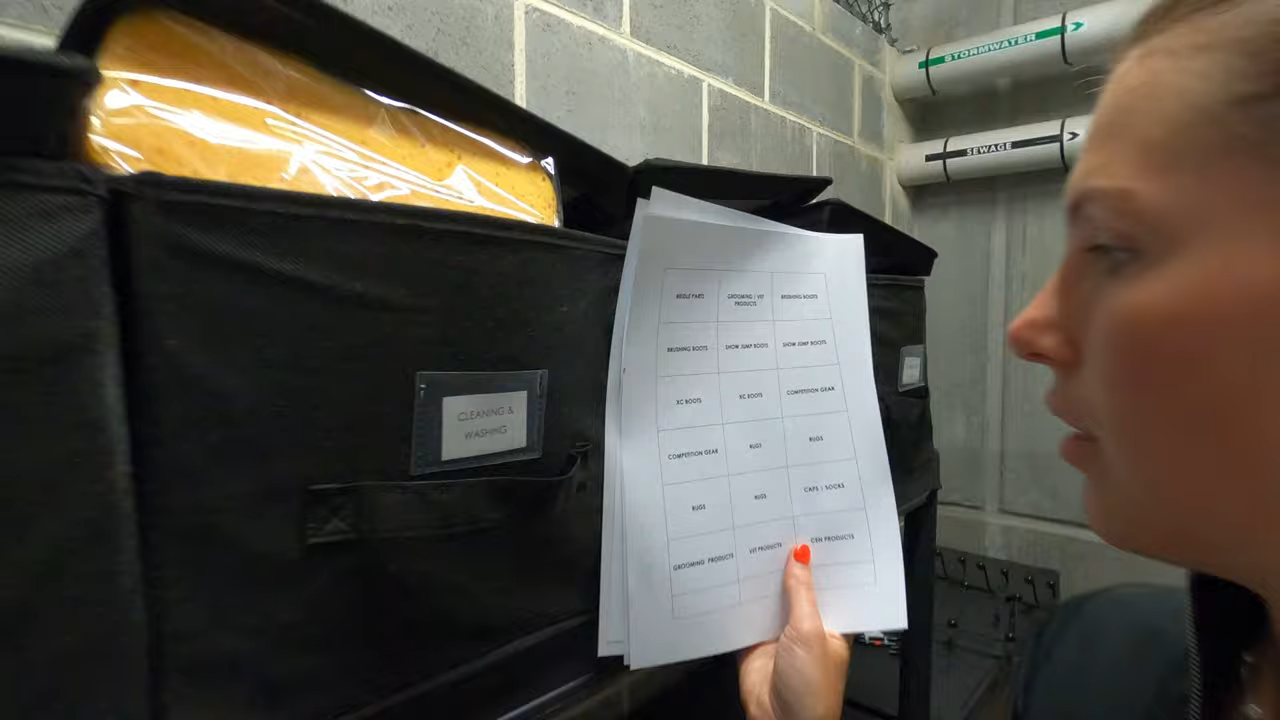 STORMWATER
SEWAGE
CLEANING &
WASHING
BRIDLE PARTS
GROOMING | VET
PRODUCTS
BRUSHING BOOTS
BRUSHING BOOTS
SHOW JUMP BOOTS
SHOW JUMP BOOTS
XC BOOTS
XC BOOTS
COMPETITION GEAR
COMPETITION GEAR
RUGS
RUGS
RUGS
RUGS
CAPS | SOCKS
GROOMING PRODUCTS
VET PRODUCTS
GEN PRODUCTS